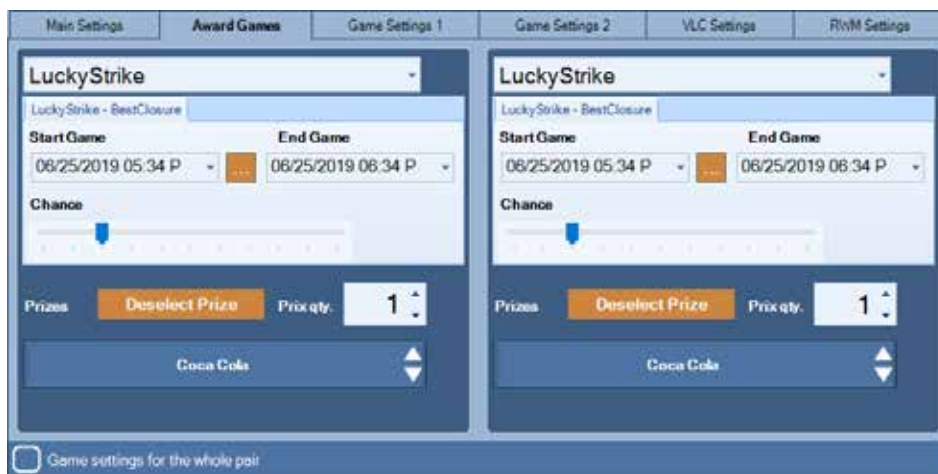 Main Settings Award Games Game Settings 1 Game Settings 2 VLC Settings RWM Settings
LuckyStrike
LuckyStrike - BestClosure
Start Game End Game
06/25/2019 05:34 P ... 06/25/2019 06:34 P
Chance
Prizes Deselect Prize Prix qty. 1
Coca Cola
LuckyStrike
LuckyStrike - BestClosure
Start Game End Game
06/25/2019 05:34 P ... 06/25/2019 06:34 P
Chance
Prizes Deselect Prize Prix qty. 1
Coca Cola
Game settings for the whole pair